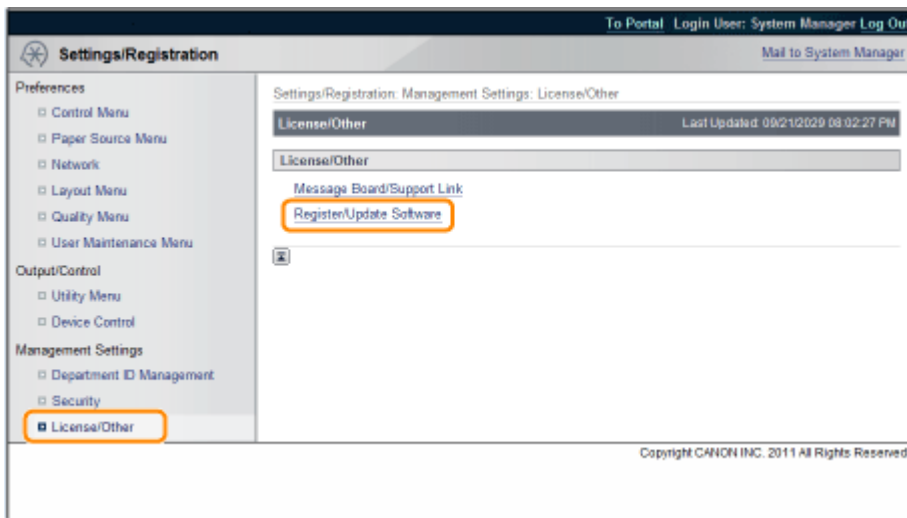 To Portal Login User: System Manager Log Ou
Settings/Registration
Mail to System Manager
Preferences
Control Menu
Paper Source Menu
Network
Layout Menu
Quality Menu
User Maintenance Menu
Output/Control
Utility Menu
Device Control
Management Settings
Department ID Management
Security
License/Other
Settings/Registration: Management Settings: License/Other
License/Other Last Updated: 09/21/2029 08:02:27 PM
License/Other
Message Board/Support Link
Register/Update Software
Copyright CANON INC. 2011 All Rights Reserved